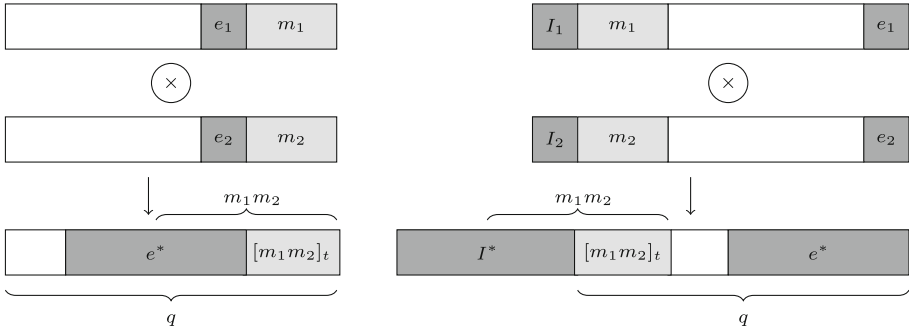 e₁ m₁ I₁ m₁ e₁
× ×
e₂ m₂ I₂ m₂ e₂
m₁m₂ m₁m₂
e* [m₁m₂]ₜ I* [m₁m₂]ₜ e*
q q